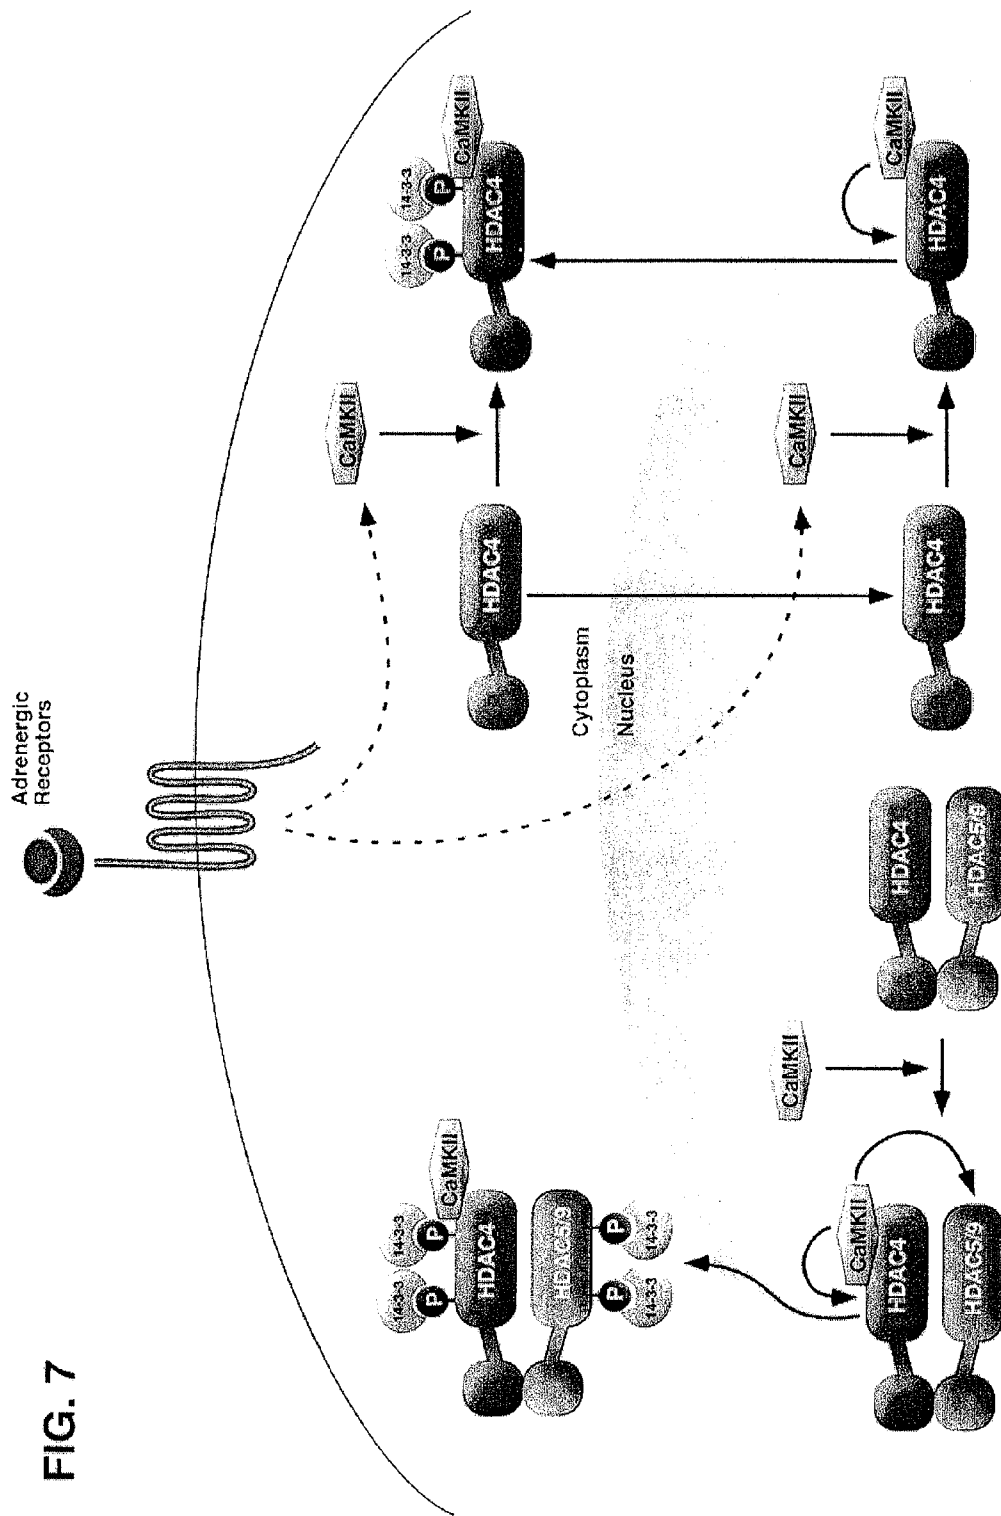 FIG. 7
Adrenergic
Receptors
CaMKII
14-3-3
14-3-3
14-3-3
14-3-3
P
P
CaMKII
P
P
CaMKII
HDAC4
HDAC4
HDAC4
HDAC5/9
Cytoplasm
P
P
Nucleus
14-3-3
14-3-3
CaMKII
CaMKII
CaMKII
CaMKII
HDAC4
HDAC4
HDAC4
HDAC4
HDAC5/9
HDAC5/9